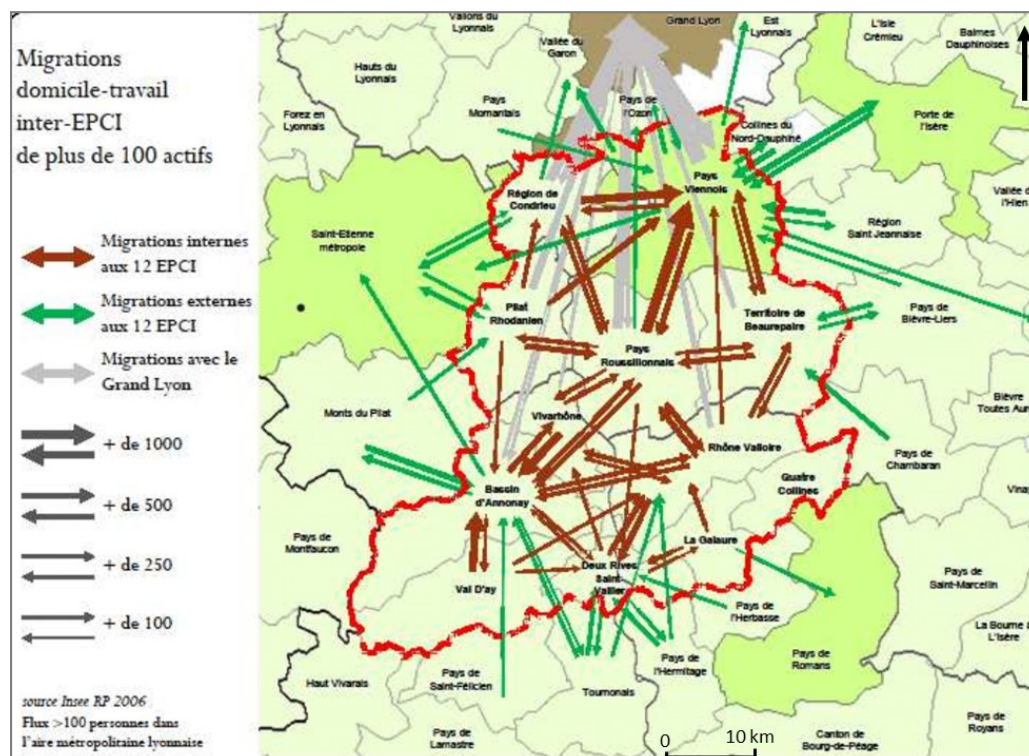 Migrations
domicile-travail
inter-EPCI
de plus de 100 actifs
Migrations internes
aux 12 EPCI
Migrations externes
aux 12 EPCI
Migrations avec le
Grand Lyon
+ de 1000
+ de 500
+ de 250
+ de 100
source Insee RP 2006
Flux >100 personnes dans
l'aire métropolitaine lyonnaise
Vallons du
Lyonnais
Grand Lyon
Est
Lyonnais
L'Isle
Crémieu
Balmes
Dauphinoises
Vallée du
Garon
Hauts du
Lyonnais
Pays
Mornantais
Pays de
l'Ozon
Forez en
Lyonnais
Collines du
Nord-Dauphiné
Porte de
l'Isère
Pays
Viennois
Région de
Condrieu
Vallée de
l'Hien
Saint-Etienne
métropole
Région
Saint Jeannaise
Pilat
Rhodanien
Territoire de
Beaurepaire
Pays de
Bièvre-Liers
Pays
Roussillonnais
Monts du Pilat
Vivarhône
Bièvre
Rhône Valloire
Pays de
Chambaran
Quatre
Collines
Bassin
d'Annonay
Pays de
Montfaucon
La Galaure
Deux Rives
Saint
Vallier
Val D'ay
Pays de
Saint-Marcellin
Pays de
l'Herbasse
La Bourne à
L'Isère
Haut Vivarais
Pays de
Saint-Félicien
Pays de
l'Hermitage
Pays de
Romans
Tournonais
Pays de
Lamastre
Pays de
Royans
Canton de
Bourg-de-Péage
0 10 km